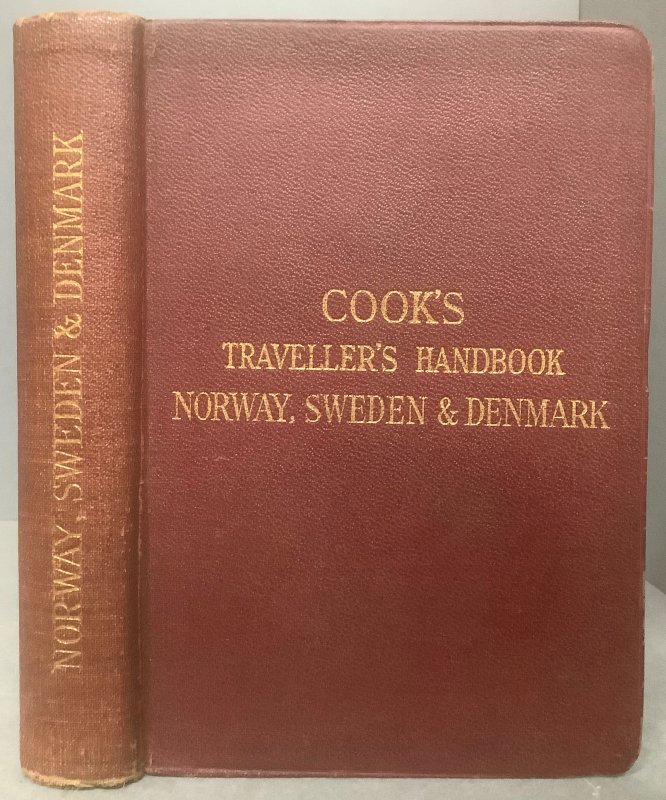 NORWAY, SWEDEN & DENMARK
COOK'S
TRAVELLER'S HANDBOOK
NORWAY, SWEDEN & DENMARK